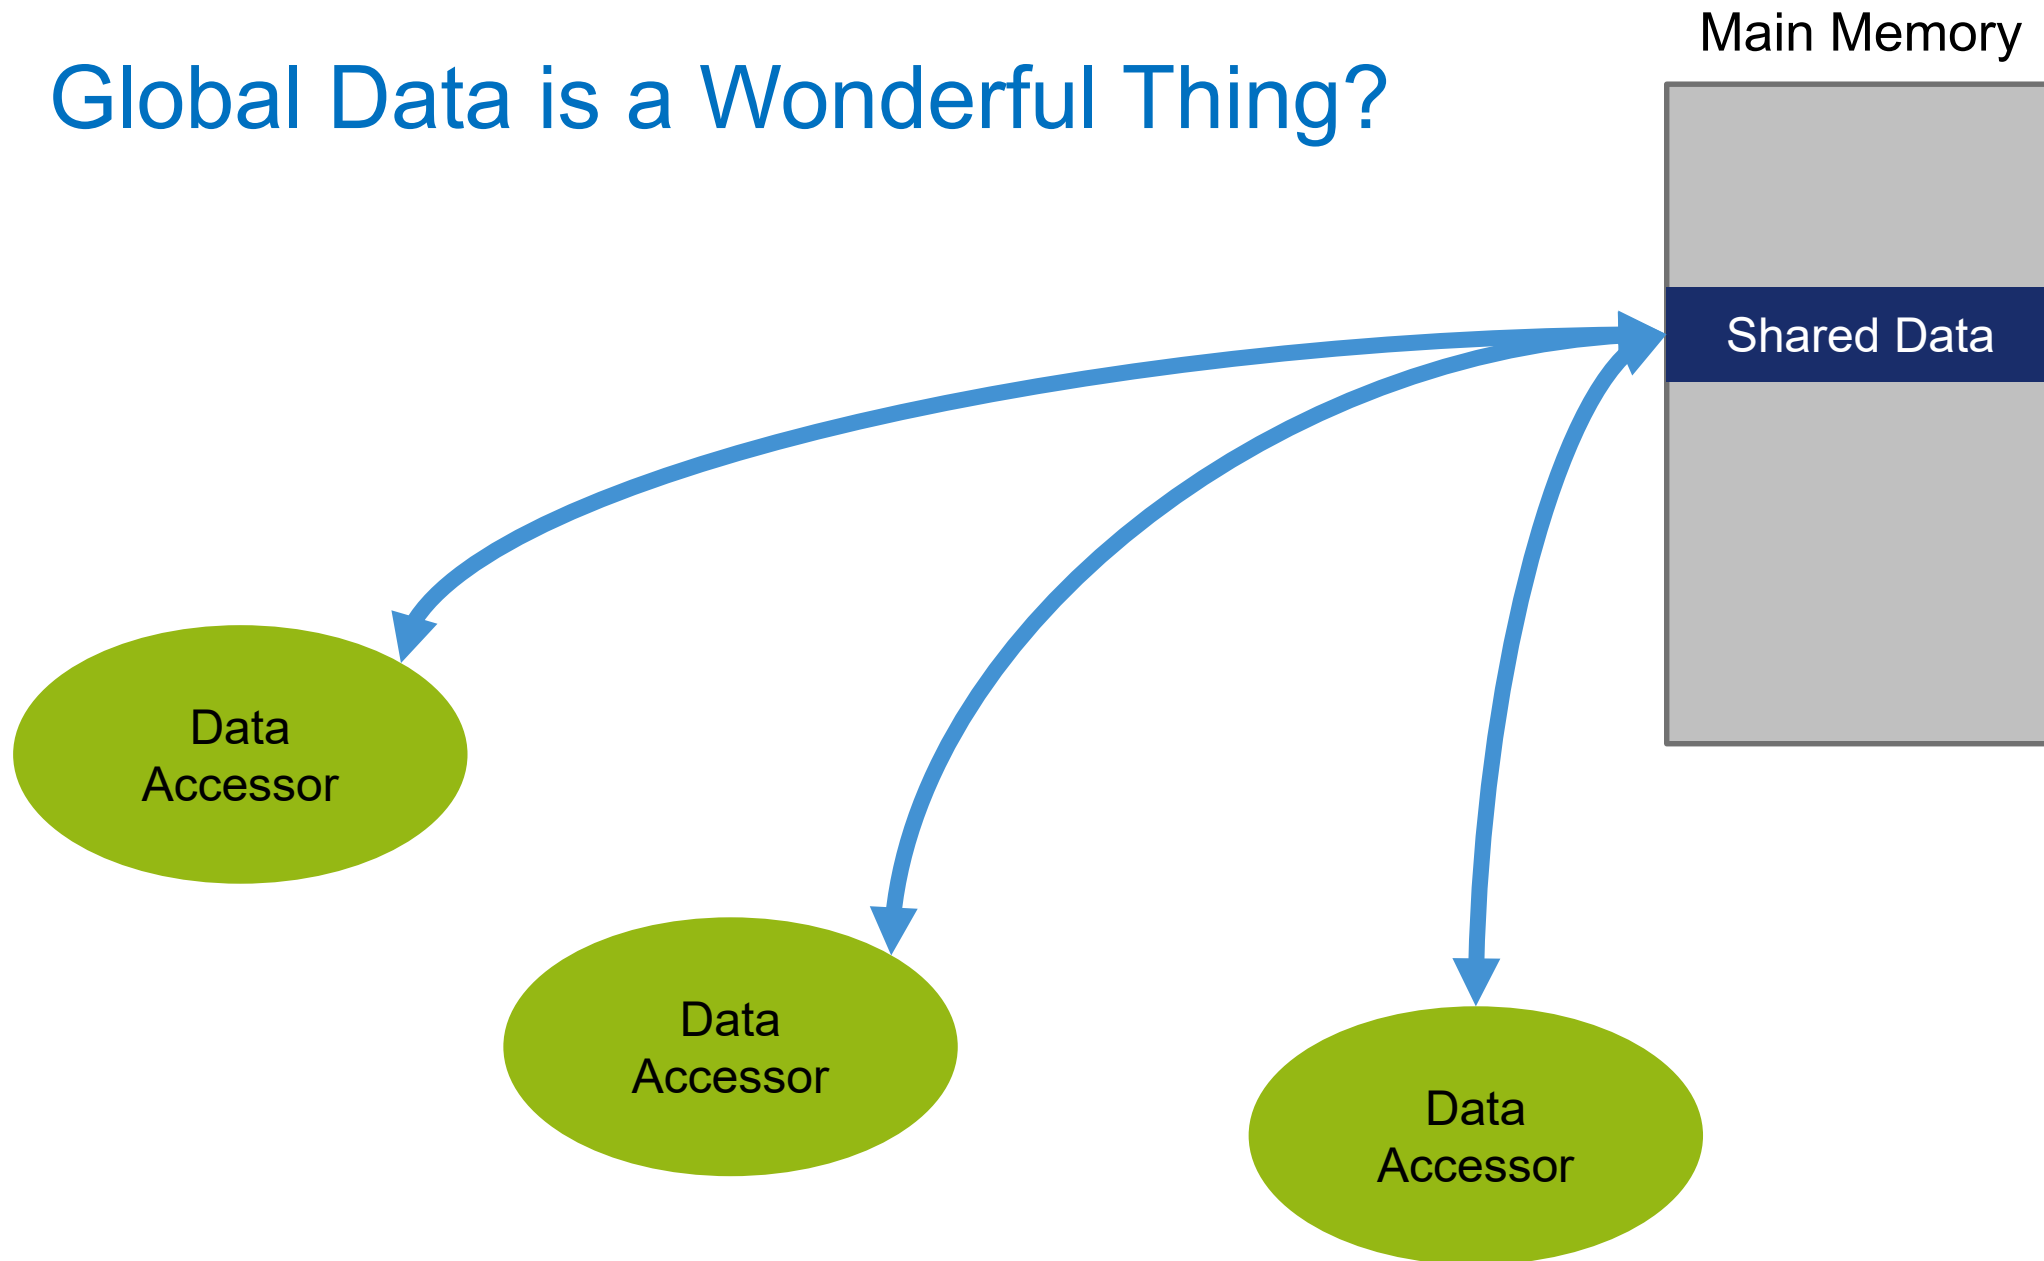 Main Memory
Global Data is a Wonderful Thing?
Shared Data
Data
Accessor
Data
Accessor
Data
Accessor